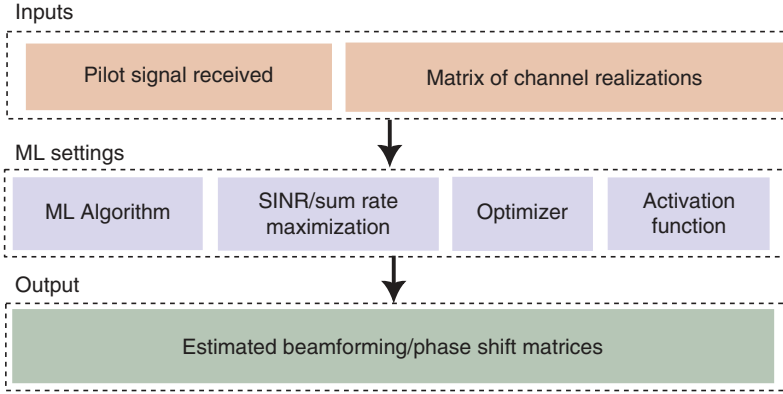 Inputs
Pilot signal received
Matrix of channel realizations
ML settings
ML Algorithm
SINR/sum rate
maximization
Optimizer
Activation
function
Output
Estimated beamforming/phase shift matrices